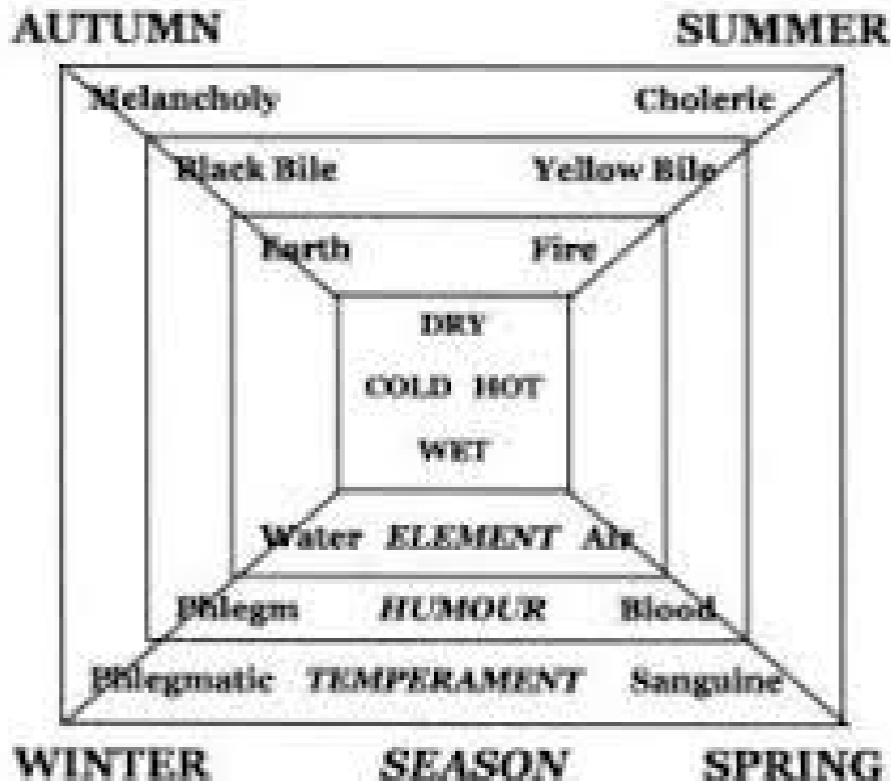 AUTUMN SUMMER
Melancholy Choleric
Black Bile Yellow Bile
Earth Fire
DRY
COLD HOT
WET
Water ELEMENT Air
Phlegm HUMOUR Blood
Phlegmatic TEMPERAMENT Sanguine
WINTER SEASON SPRING